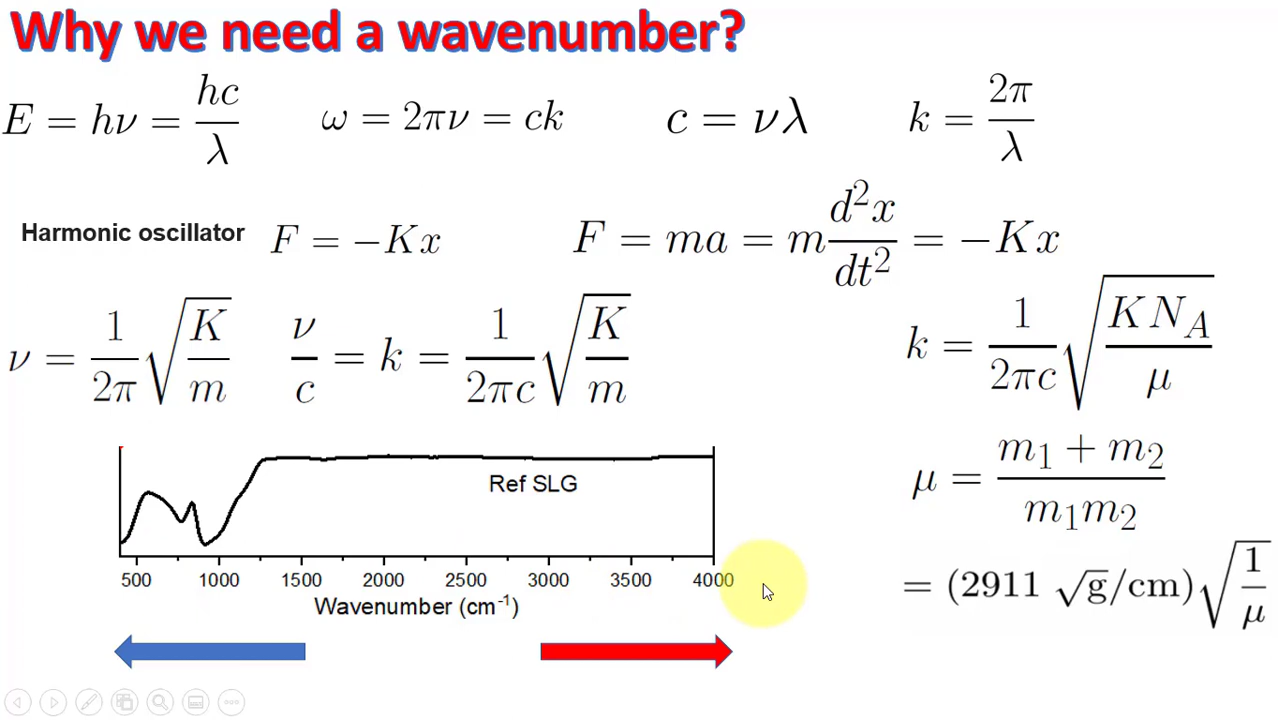 Why we need a wavenumber?
E = hν = hc/λ    ω = 2πν = ck    c = νλ    k = 2π/λ
Harmonic oscillator    F = −Kx    F = ma = m d²x/dt² = −Kx
ν = 1/2π √(K/m)    ν/c = k = 1/2πc √(K/m)    k = 1/2πc √(KN_A/μ)
μ = m₁ + m₂/m₁m₂
= (2911 √g/cm)√(1/μ)
Ref SLG
500 1000 1500 2000 2500 3000 3500 4000
Wavenumber (cm⁻¹)